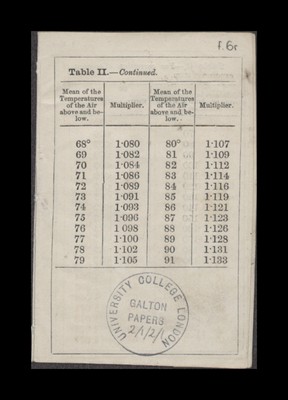 f. 6r
Table II.—Continued.
Mean of the Temperatures of the Air above and below. Multiplier. Mean of the Temperatures of the Air above and below. Multiplier.
68° 1·080 80° 1·107
69 1·082 81 1·109
70 1·084 82 1·112
71 1·086 83 1·114
72 1·089 84 1·116
73 1·091 85 1·119
74 1·093 86 1·121
75 1·096 87 1·123
76 1 098 88 1·126
77 1·100 89 1·128
78 1·102 90 1·131
79 1·105 91 1·133
UNIVERSITY COLLEGE LONDON
GALTON
PAPERS
2/1/2/1